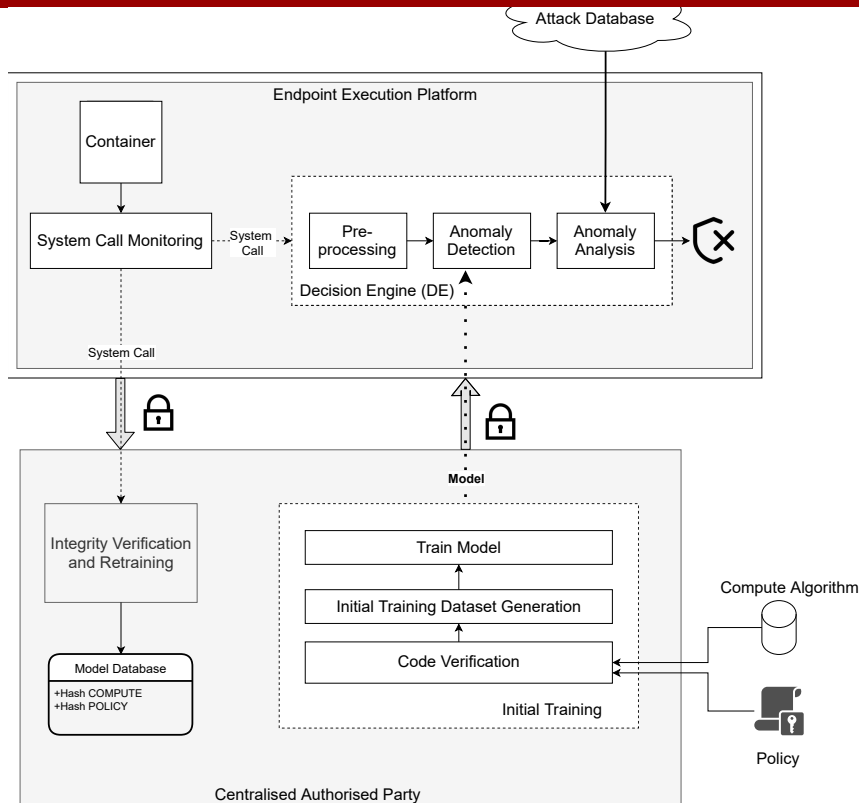 Attack Database
Endpoint Execution Platform
Container
System Call Monitoring
System
Call
Pre-
processing
Anomaly
Detection
Anomaly
Analysis
Decision Engine (DE)
System Call
Model
Integrity Verification
and Retraining
Train Model
Initial Training Dataset Generation
Code Verification
Initial Training
Compute Algorithm
Policy
Model Database
+Hash COMPUTE
+Hash POLICY
Centralised Authorised Party